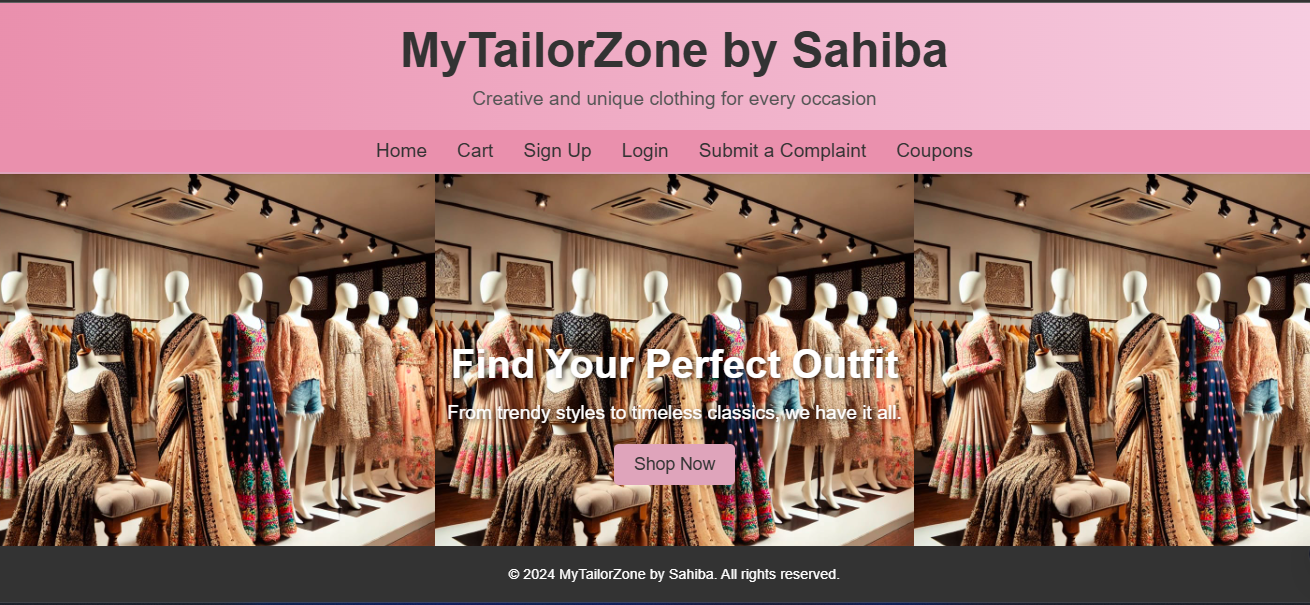 MyTailorZone by Sahiba
Creative and unique clothing for every occasion
Home Cart Sign Up Login Submit a Complaint Coupons
Find Your Perfect Outfit
From trendy styles to timeless classics, we have it all.
Shop Now
© 2024 MyTailorZone by Sahiba. All rights reserved.